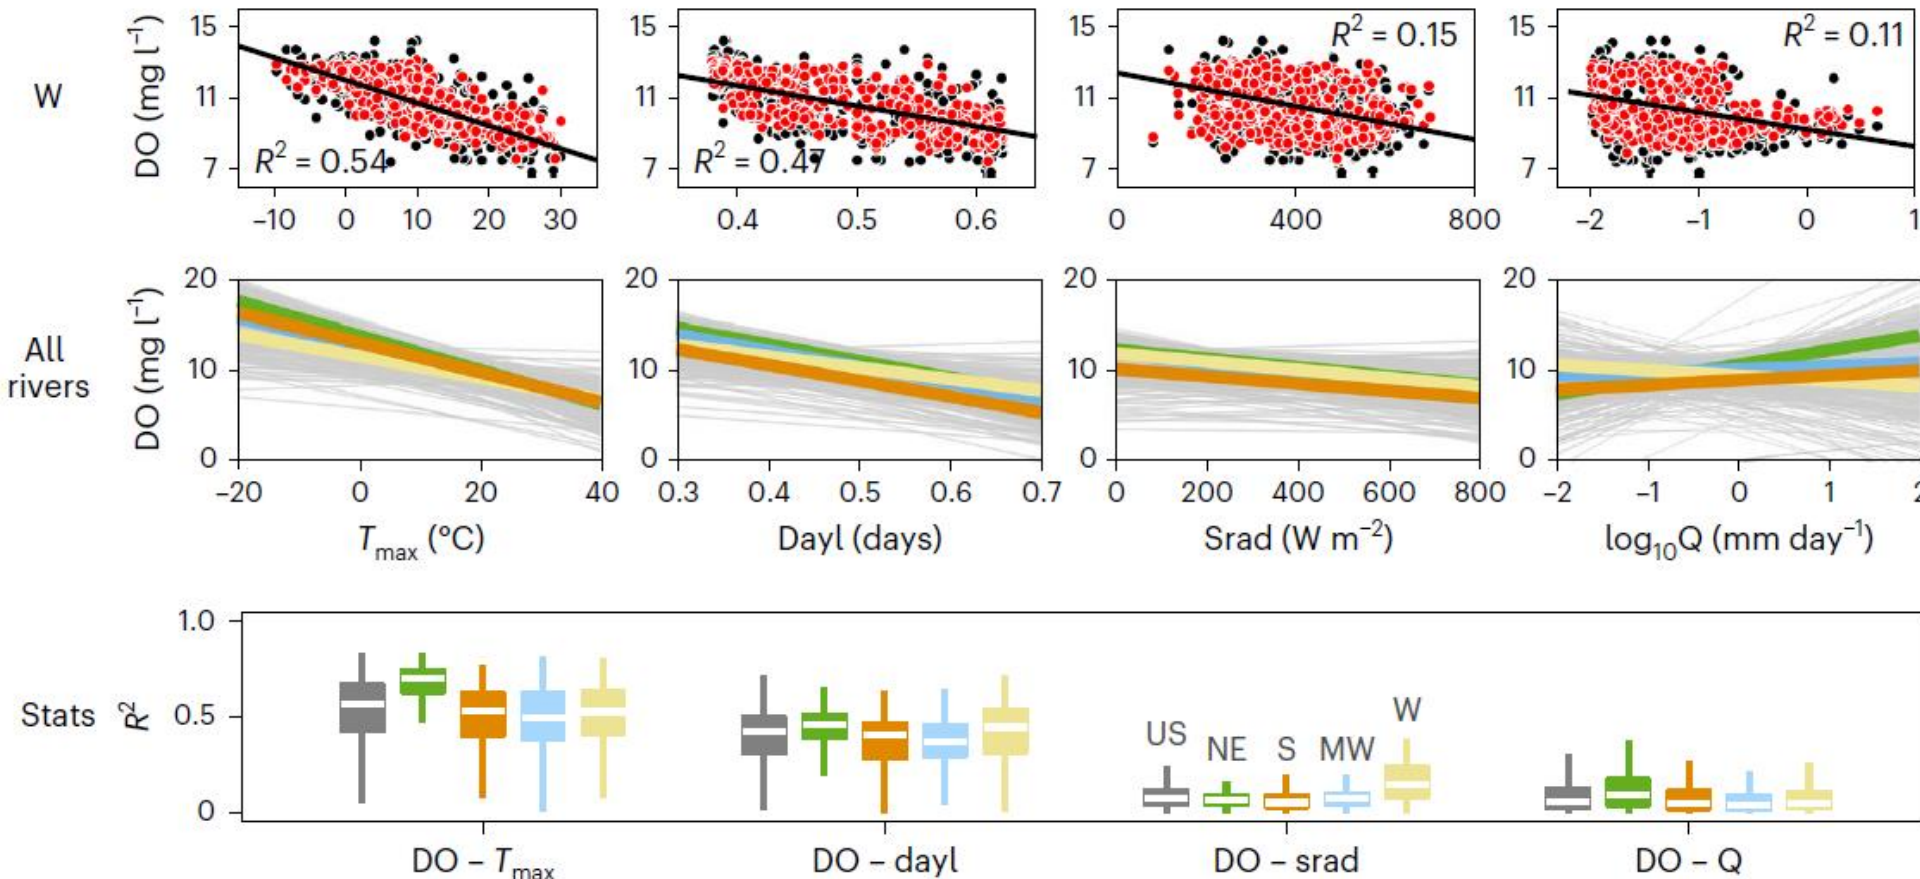 W
DO (mg l⁻¹)
15
11
7
R² = 0.54
−10 0 10 20 30
15
11
7
R² = 0.47
0.4 0.5 0.6
15
11
7
R² = 0.15
0 400 800
15
11
7
R² = 0.11
−2 −1 0 1
All
rivers
DO (mg l⁻¹)
20
10
0
−20 0 20 40
T_max (°C)
20
10
0
0.3 0.4 0.5 0.6 0.7
Dayl (days)
20
10
0
0 200 400 600 800
Srad (W m⁻²)
20
10
0
−2 −1 0 1 2
log₁₀Q (mm day⁻¹)
Stats
R²
1.0
0.5
0
US NE S MW W
DO – T_max DO – dayl DO – srad DO – Q